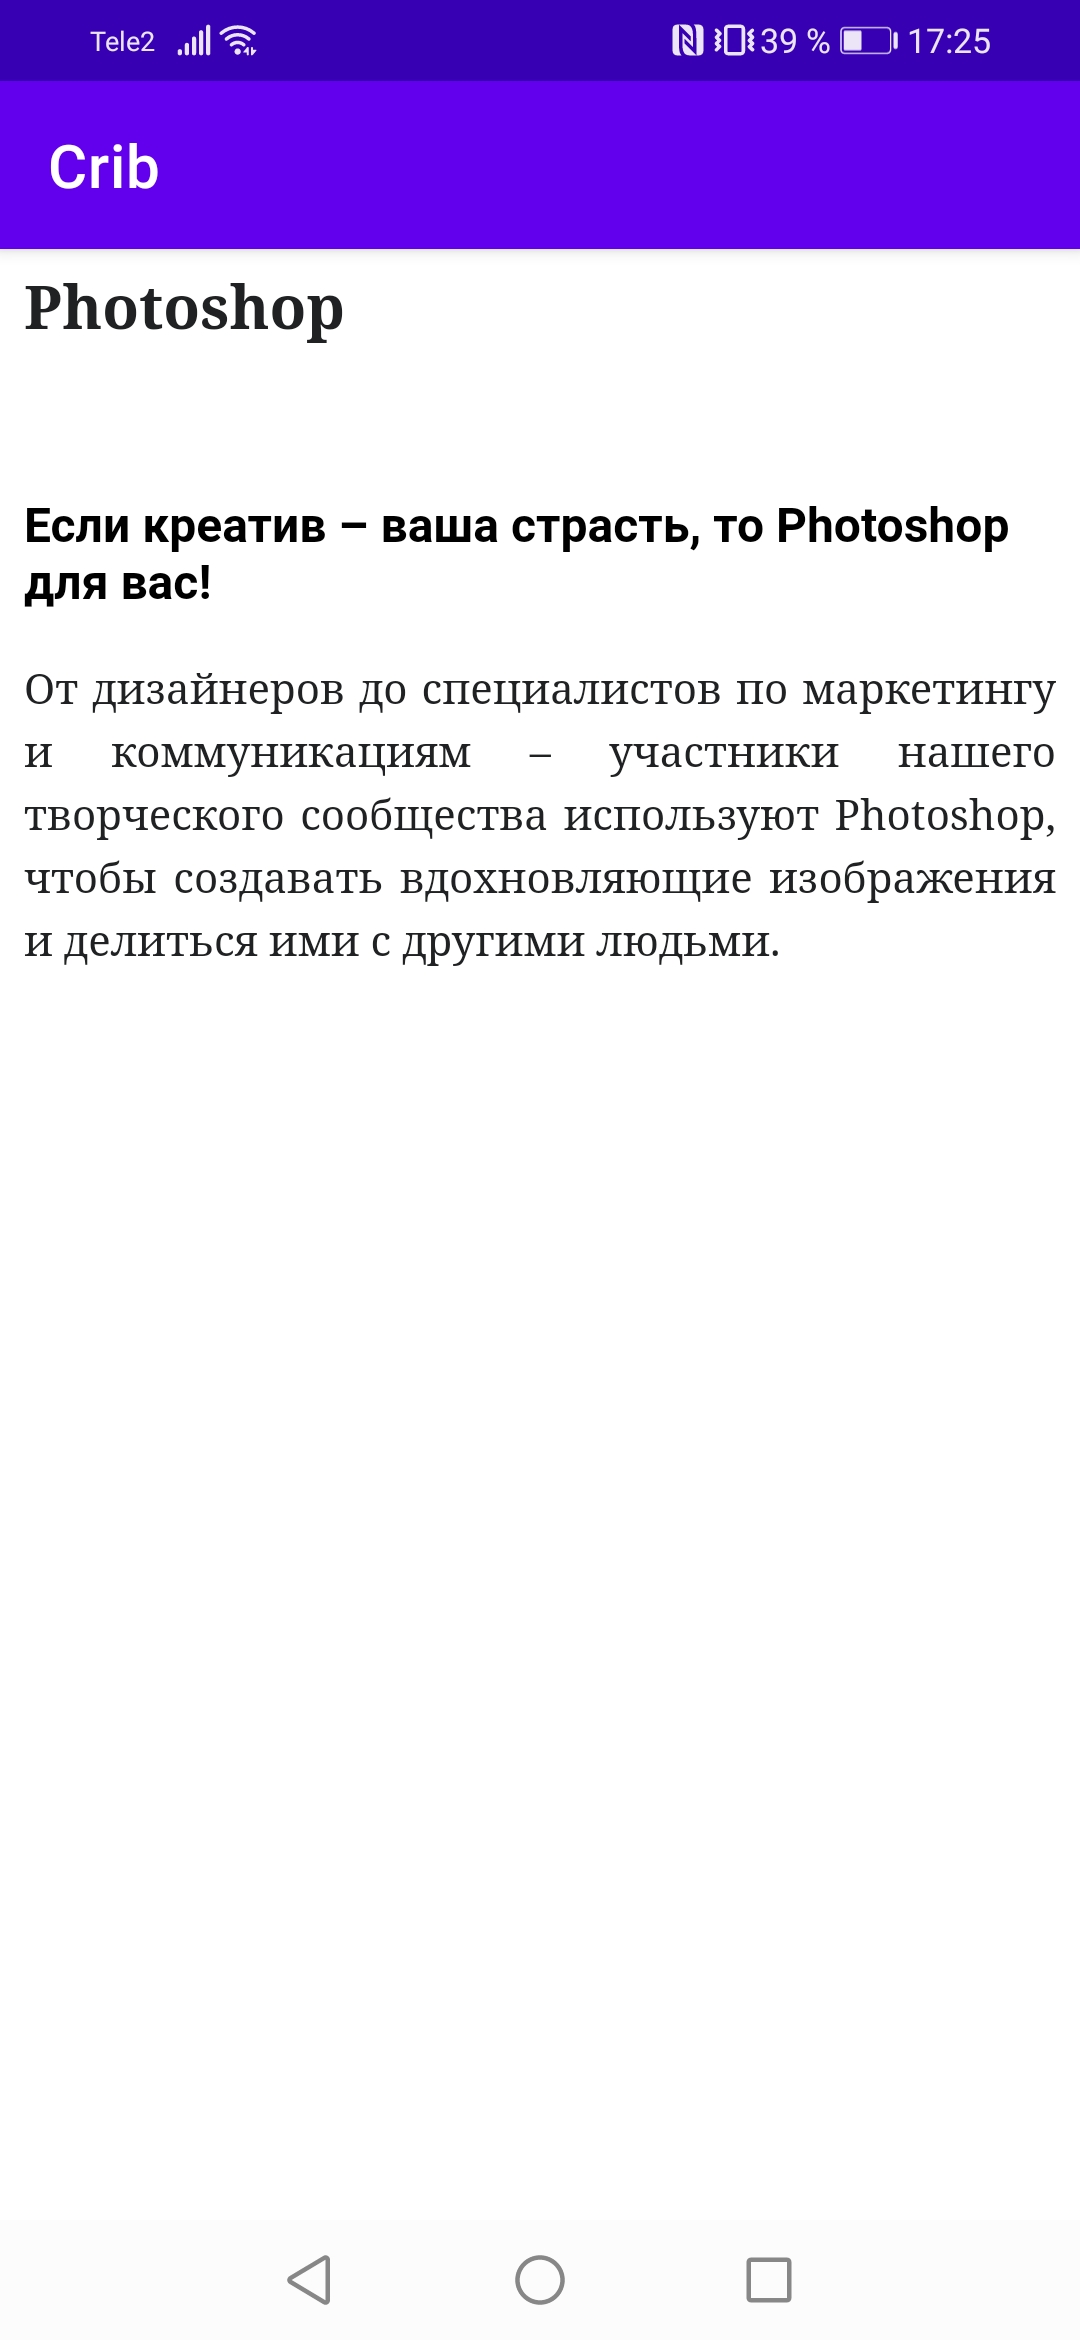 Tele2 39 % 17:25
Crib
Photoshop
Если креатив – ваша страсть, то Photoshop
для вас!
От дизайнеров до специалистов по маркетингу
и коммуникациям – участники нашего
творческого сообщества используют Photoshop,
чтобы создавать вдохновляющие изображения
и делиться ими с другими людьми.